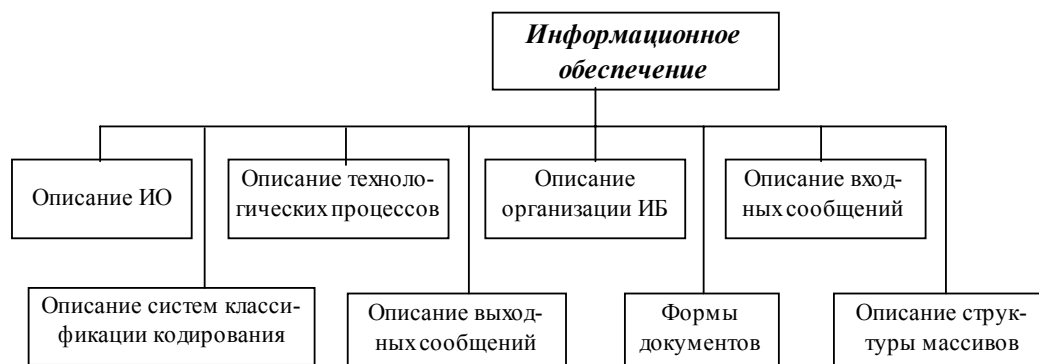 Информационное
обеспечение
Описание ИО
Описание техноло-
гических процессов
Описание
организации ИБ
Описание вход-
ных сообщений
Описание систем класси-
фикации кодирования
Описание выход-
ных сообщений
Формы
документов
Описание струк-
туры массивов